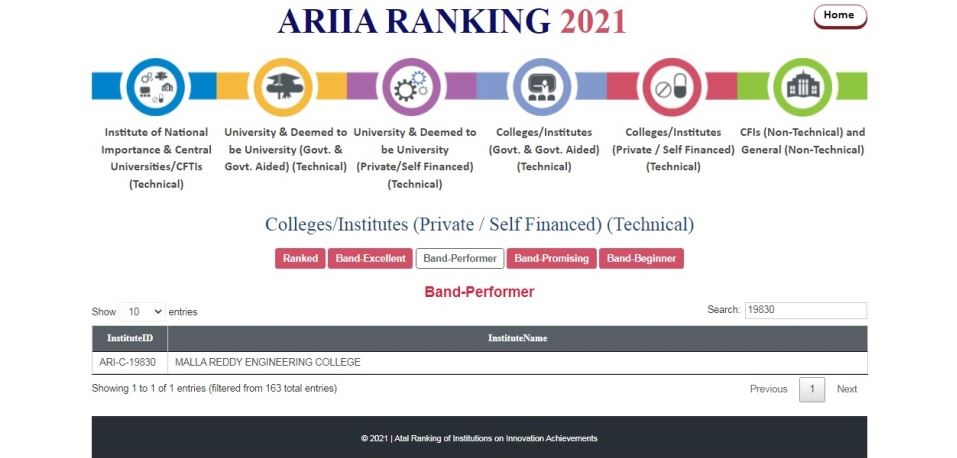 ARIIA RANKING 2021
Home
Institute of National
Importance & Central
Universities/CFTIs
(Technical)
University & Deemed to
be University (Govt. &
Govt. Aided) (Technical)
University & Deemed to
be University
(Private/Self Financed)
(Technical)
Colleges/Institutes
(Govt. & Govt. Aided)
(Technical)
Colleges/Institutes
(Private / Self Financed)
(Technical)
CFIs (Non-Technical) and
General (Non-Technical)
Colleges/Institutes (Private / Self Financed) (Technical)
Ranked Band-Excellent Band-Performer Band-Promising Band-Beginner
Band-Performer
Show 10 entries Search: 19830
InstituteID InstituteName
ARI-C-19830 MALLA REDDY ENGINEERING COLLEGE
Showing 1 to 1 of 1 entries (filtered from 163 total entries) Previous 1 Next
© 2021 | Atal Ranking of Institutions on Innovation Achievements